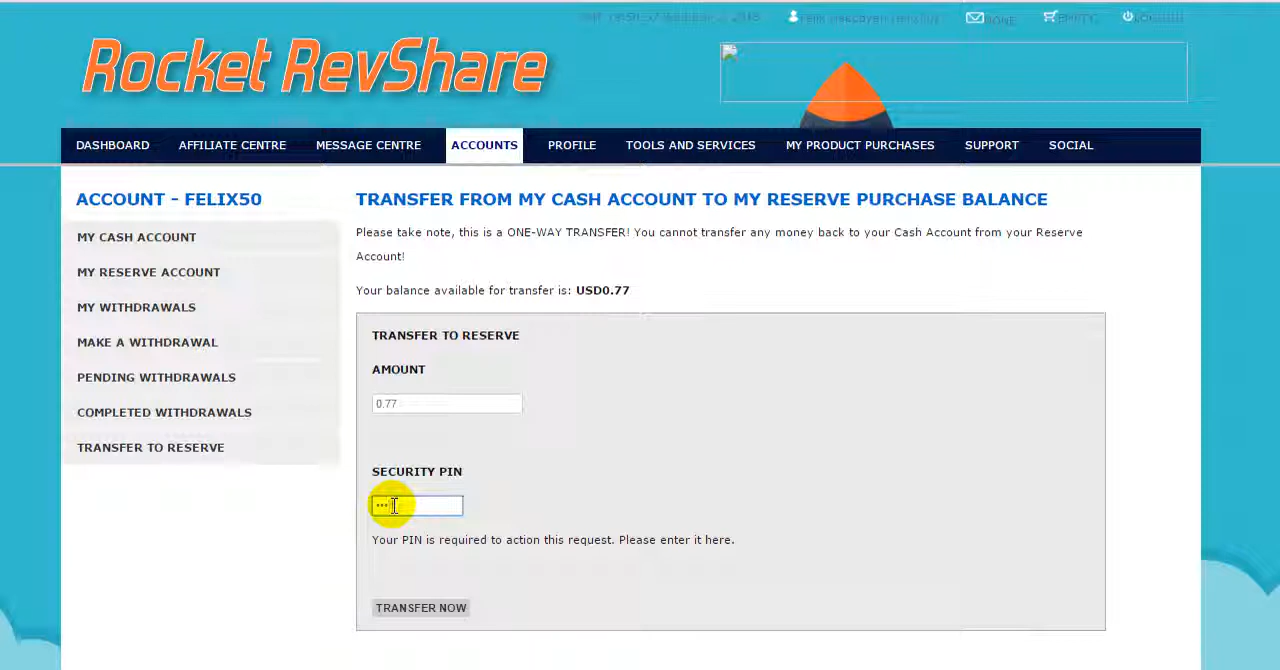 Rocket RevShare
DASHBOARD AFFILIATE CENTRE MESSAGE CENTRE ACCOUNTS PROFILE TOOLS AND SERVICES MY PRODUCT PURCHASES SUPPORT SOCIAL
ACCOUNT - FELIX50
MY CASH ACCOUNT
MY RESERVE ACCOUNT
MY WITHDRAWALS
MAKE A WITHDRAWAL
PENDING WITHDRAWALS
COMPLETED WITHDRAWALS
TRANSFER TO RESERVE
TRANSFER FROM MY CASH ACCOUNT TO MY RESERVE PURCHASE BALANCE
Please take note, this is a ONE-WAY TRANSFER! You cannot transfer any money back to your Cash Account from your Reserve
Account!
Your balance available for transfer is: USD0.77
TRANSFER TO RESERVE
AMOUNT
0.77
SECURITY PIN
Your PIN is required to action this request. Please enter it here.
TRANSFER NOW